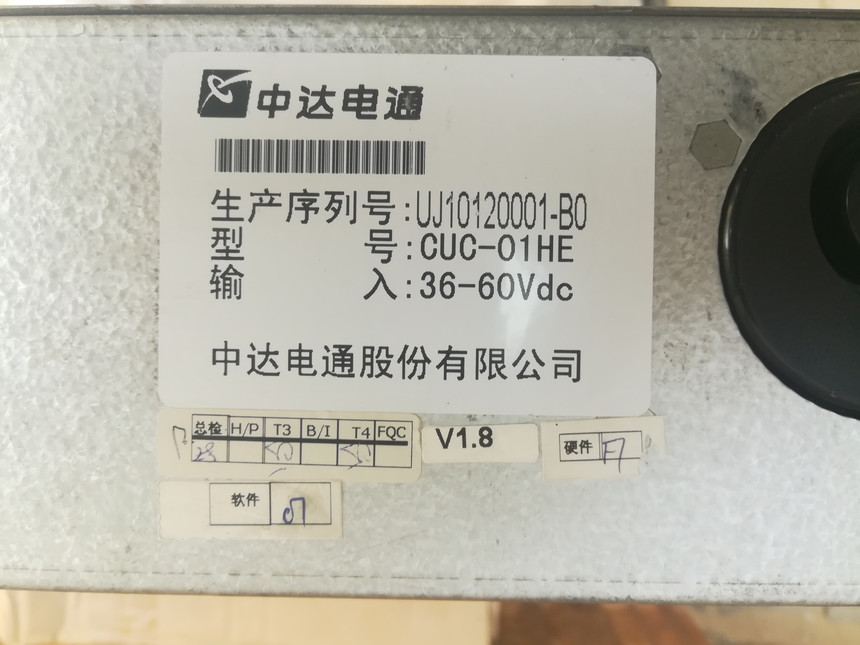 中达电通
生产序列号:UJ10120001-B0
型 号:CUC-01HE
输 入:36-60Vdc
中达电通股份有限公司
总检 H/P T3 B/I T4 FQC
V1.8
硬件 F7
软件